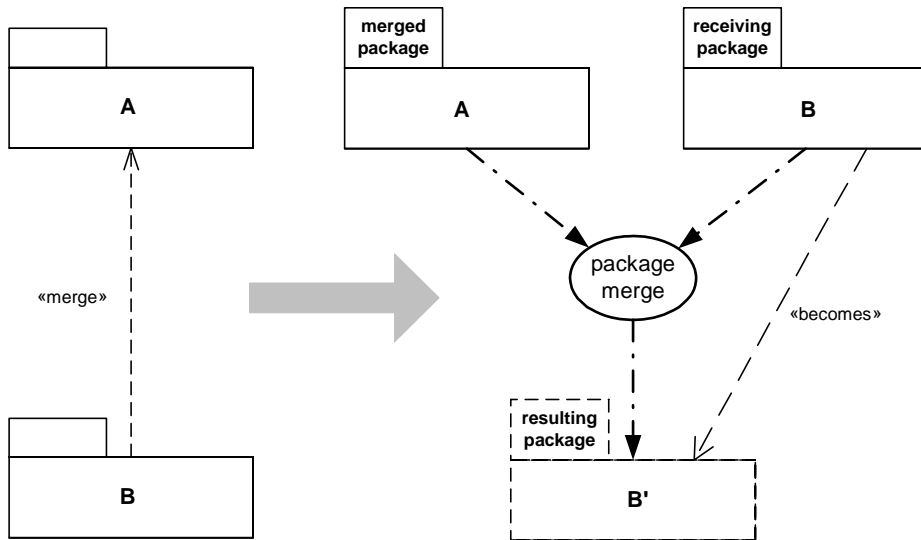 A
«merge»
B
merged
package
A
receiving
package
B
package
merge
«becomes»
resulting
package
B'